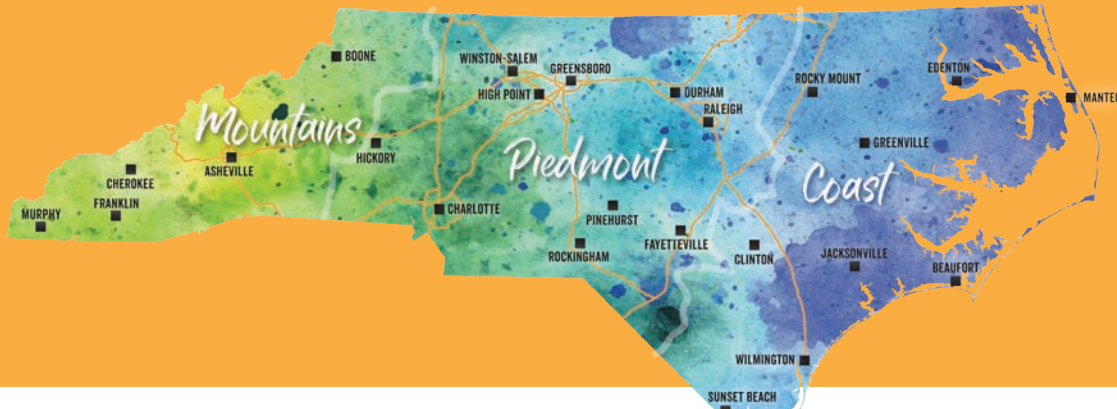 BOONE
WINSTON-SALEM
GREENSBORO
HIGH POINT
DURHAM
RALEIGH
ROCKY MOUNT
EDENTON
Mountains
HICKORY
ASHEVILLE
CHEROKEE
FRANKLIN
MURPHY
Piedmont
CHARLOTTE
PINEHURST
ROCKINGHAM
FAYETTEVILLE
CLINTON
GREENVILLE
Coast
JACKSONVILLE
BEAUFORT
WILMINGTON
SUNSET BEACH